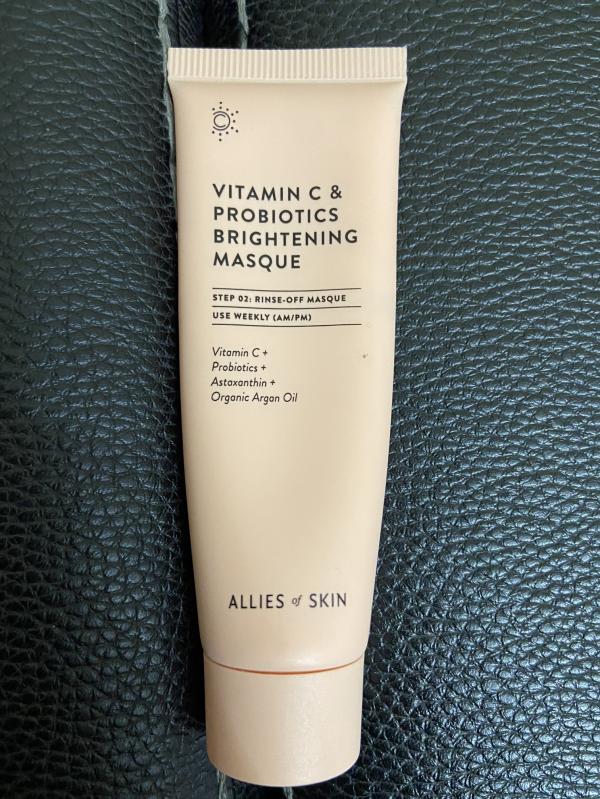 C
VITAMIN C &
PROBIOTICS
BRIGHTENING
MASQUE
STEP 02: RINSE-OFF MASQUE
USE WEEKLY (AM/PM)
Vitamin C +
Probiotics +
Astaxanthin +
Organic Argan Oil
ALLIES of SKIN